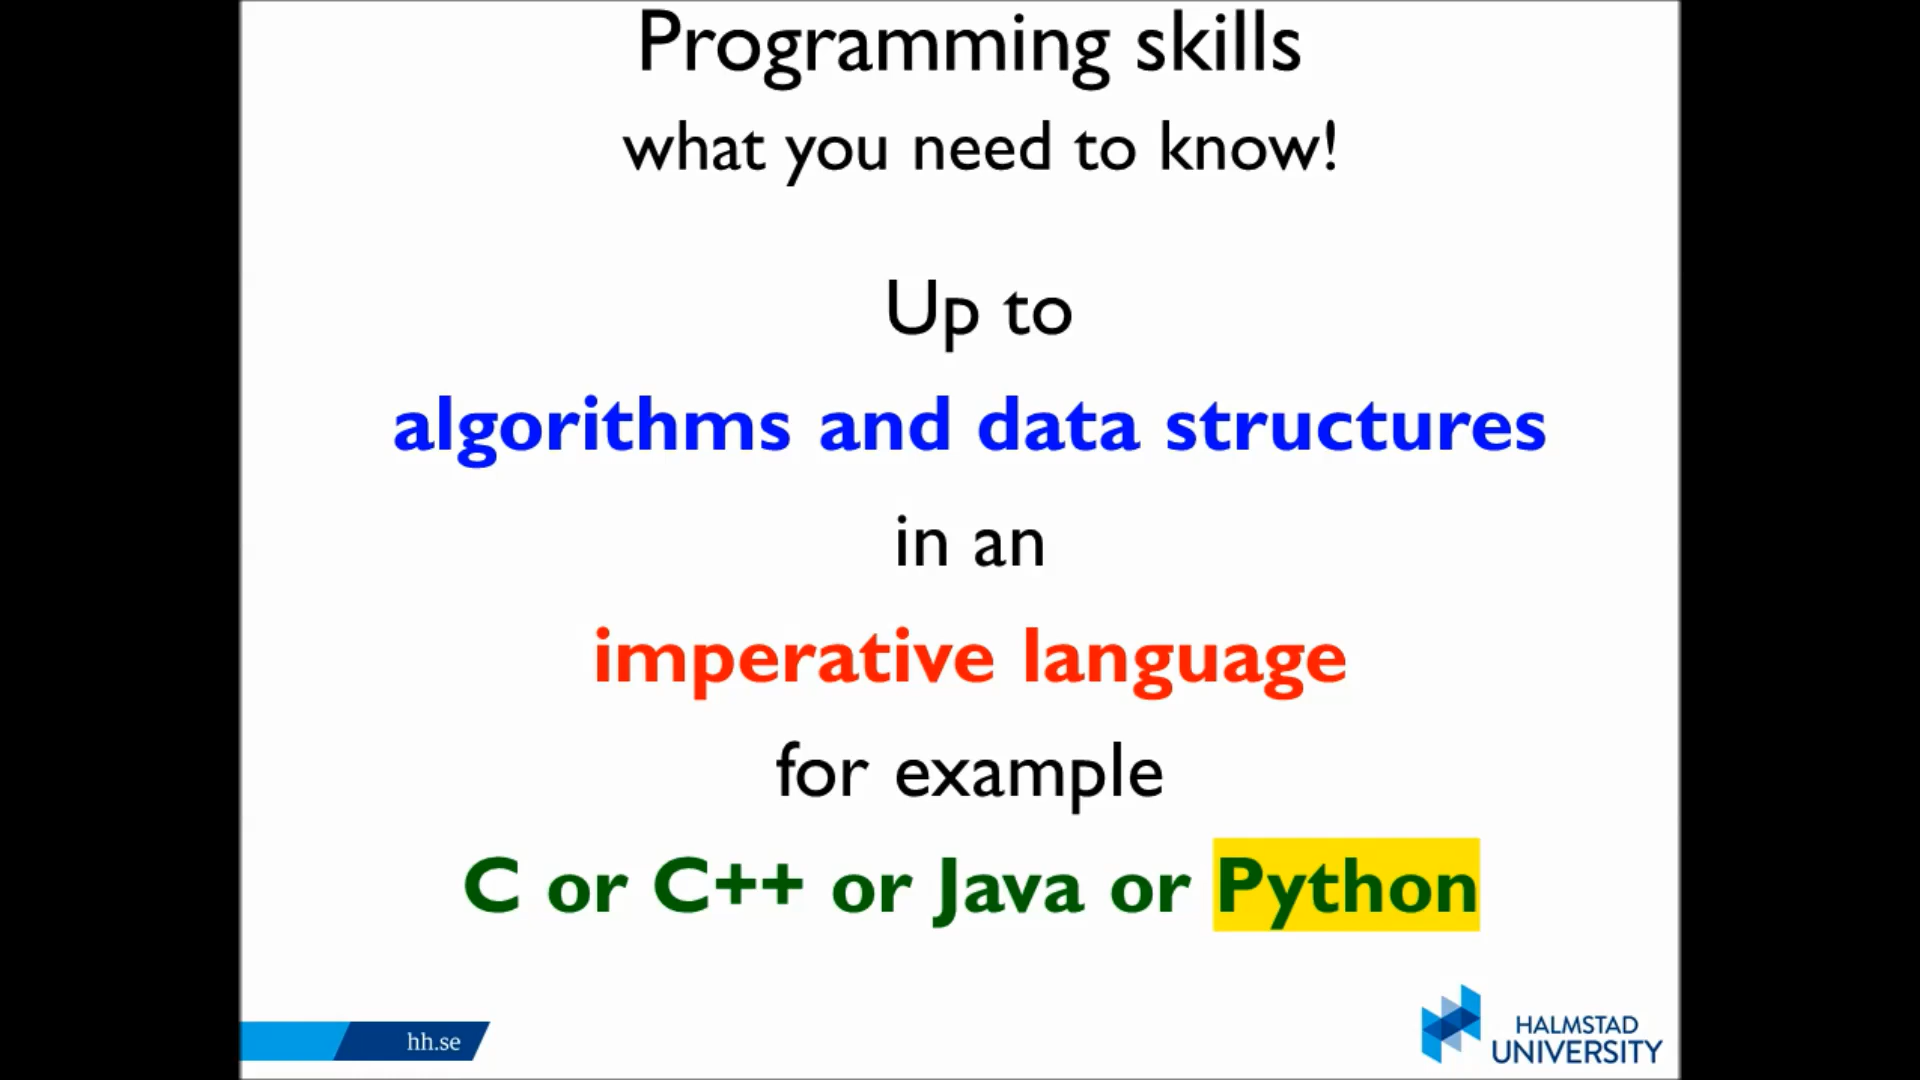 Programming skills
what you need to know!
Up to
algorithms and data structures
in an
imperative language
for example
C or C++ or Java or Python
hh.se
HALMSTAD
UNIVERSITY